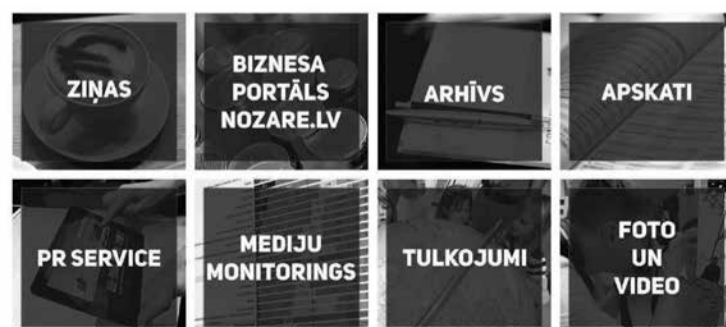 ZIŅAS
BIZNESA
PORTĀLS
NOZARE.LV
ARHĪVS
APSKATI
PR SERVICE
MEDIJU
MONITORINGS
TULKOJUMI
FOTO
UN
VIDEO